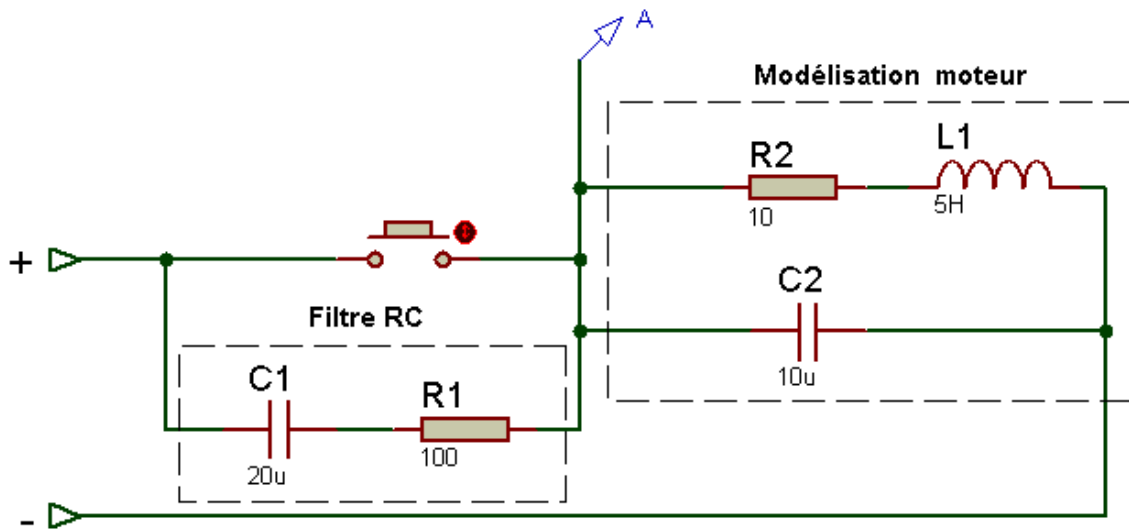 A
Modélisation moteur
R2
10
L1
5H
+
C2
10u
Filtre RC
C1
20u
R1
100
-